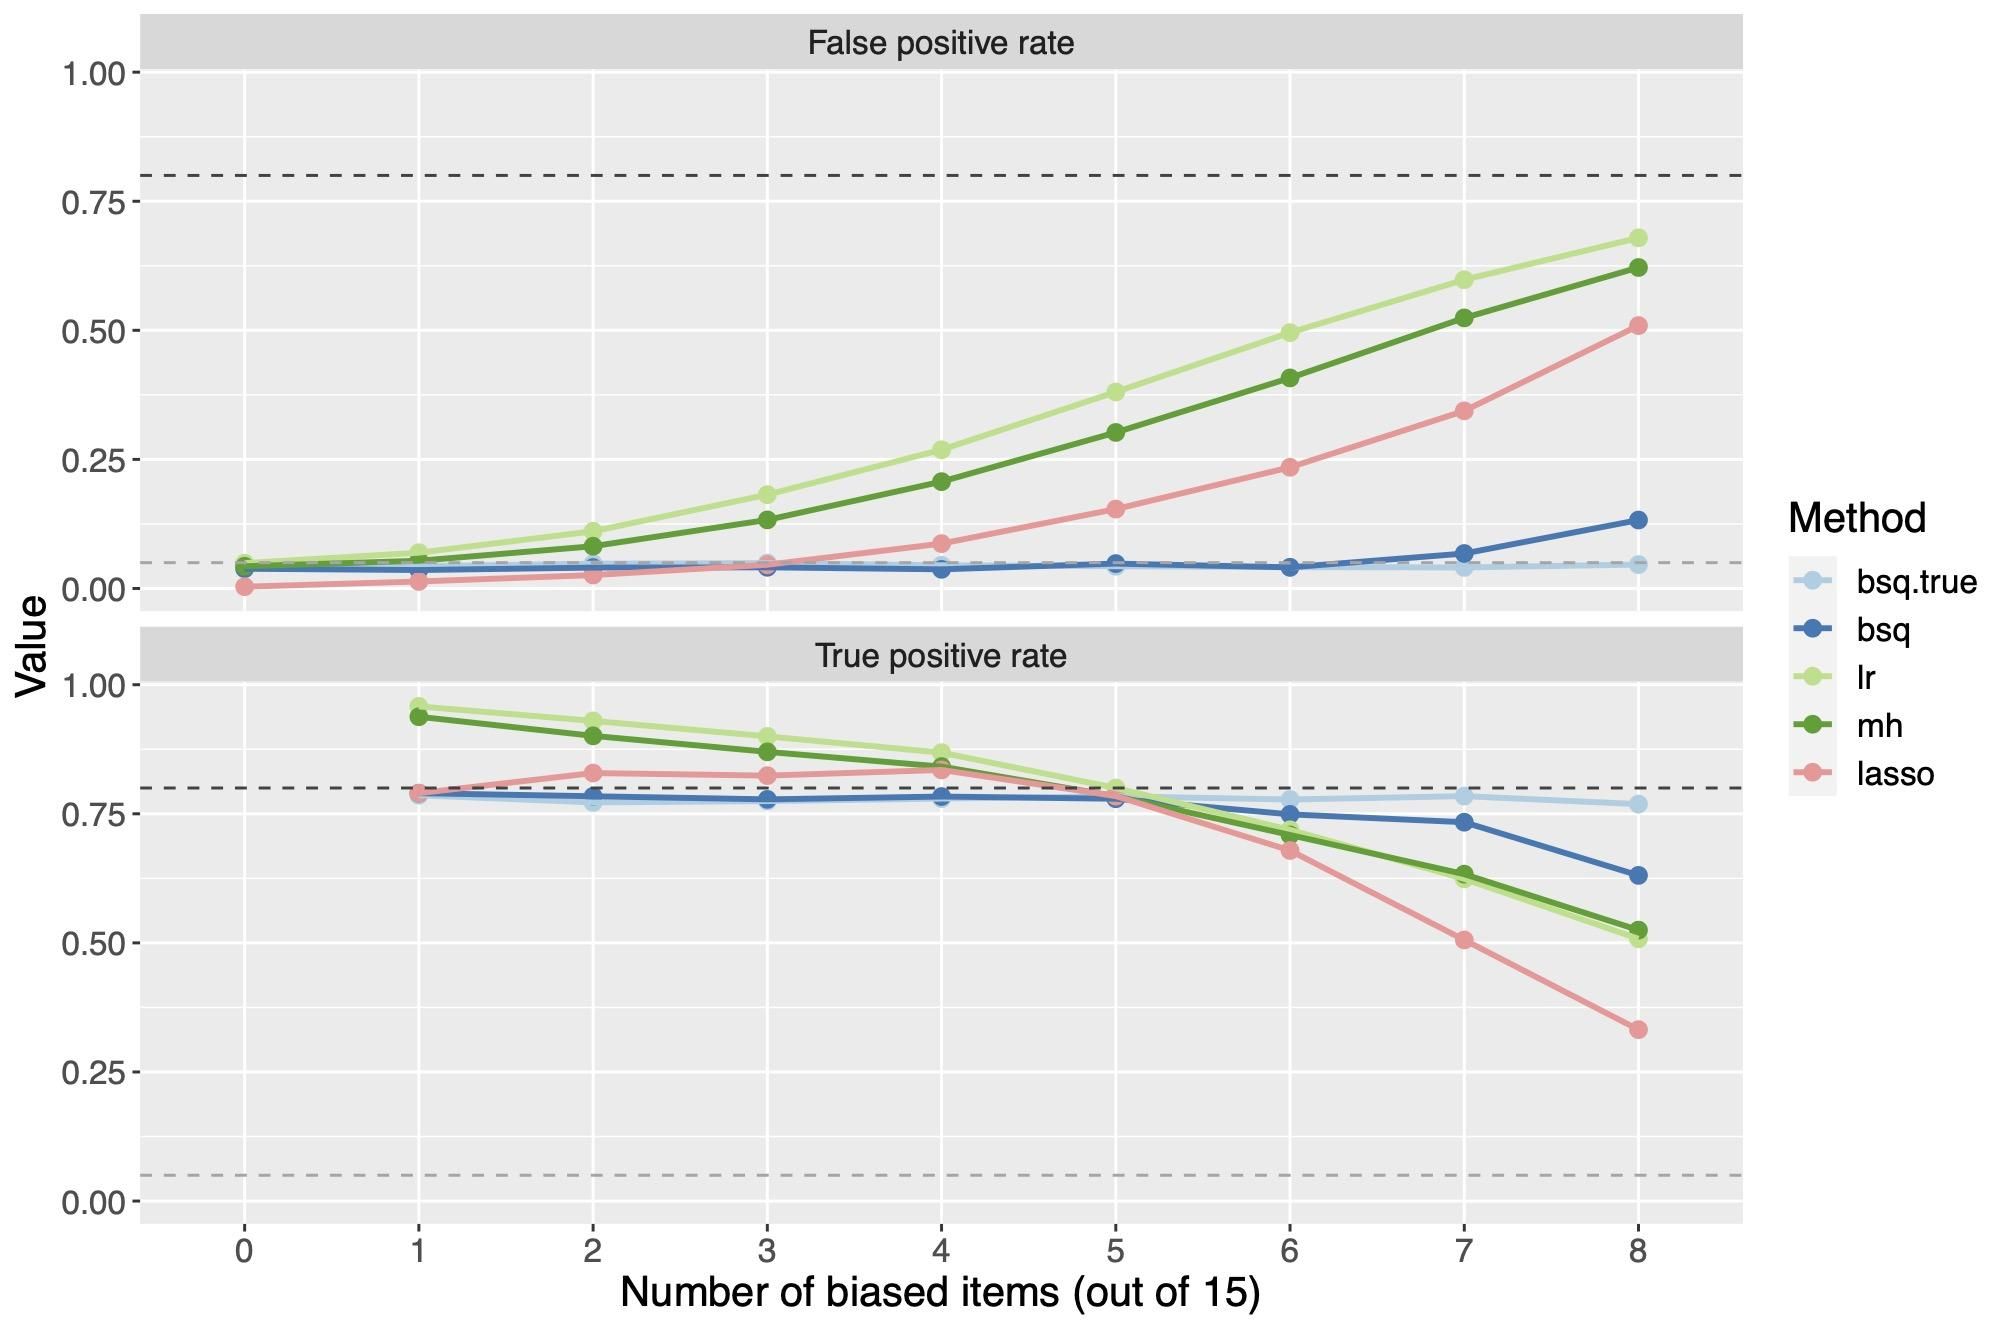 False positive rate
1.00
0.75
0.50
0.25
0.00
True positive rate
1.00
0.75
0.50
0.25
0.00
0 1 2 3 4 5 6 7 8
Number of biased items (out of 15)
Value
Method
bsq.true
bsq
lr
mh
lasso